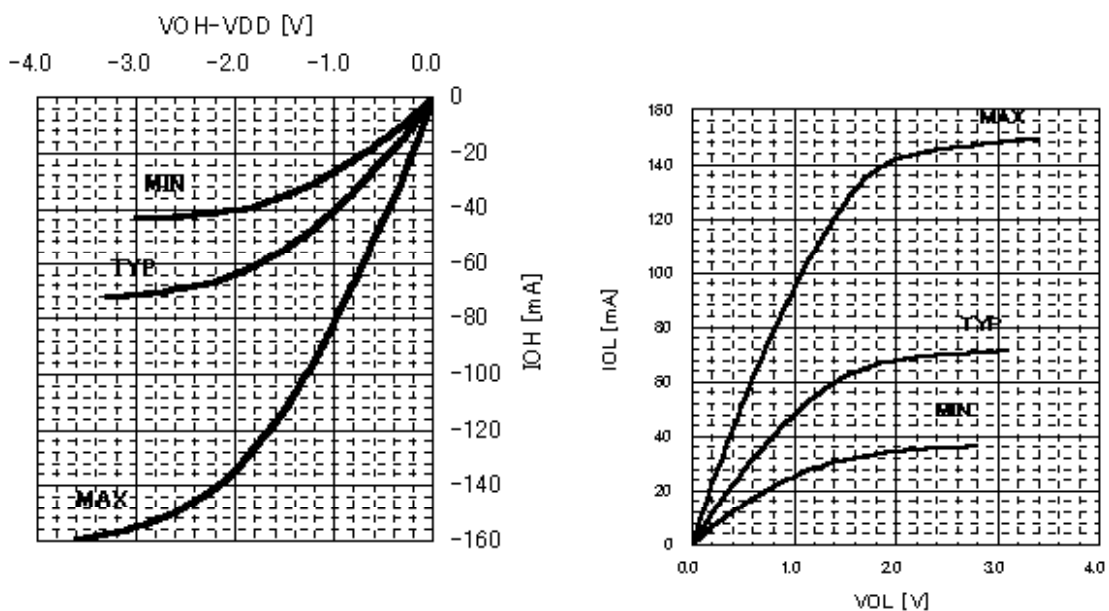 VOH-VDD [V]
-4.0 -3.0 -2.0 -1.0 0.0
0
-20
-40
-60
-80
-100
-120
-140
-160
IOH [mA]
MIN
TYP
MAX
160
140
120
100
80
60
40
20
0
IOL [mA]
MAX
TYP
MIN
0.0 1.0 2.0 3.0 4.0
VOL [V]